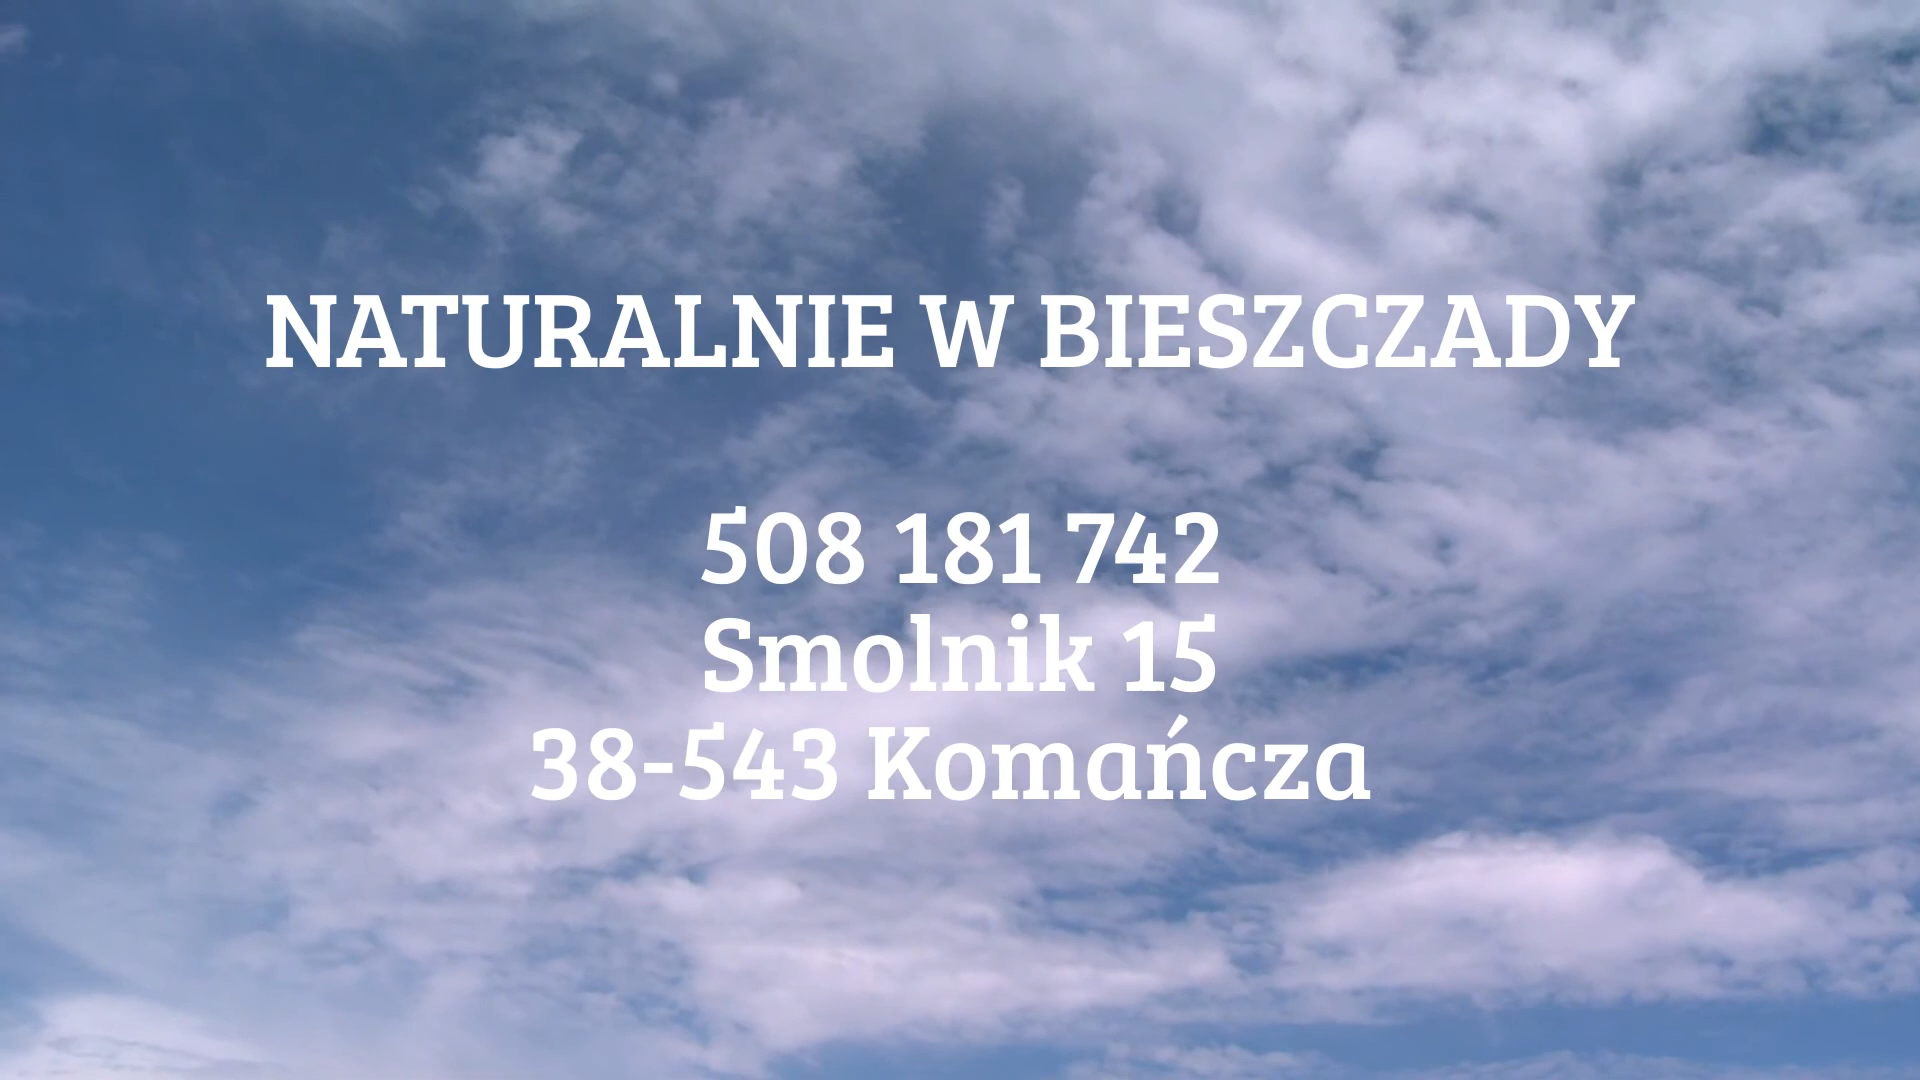 NATURALNIE W BIESZCZADY
508 181 742
Smolnik 15
38-543 Komańcza